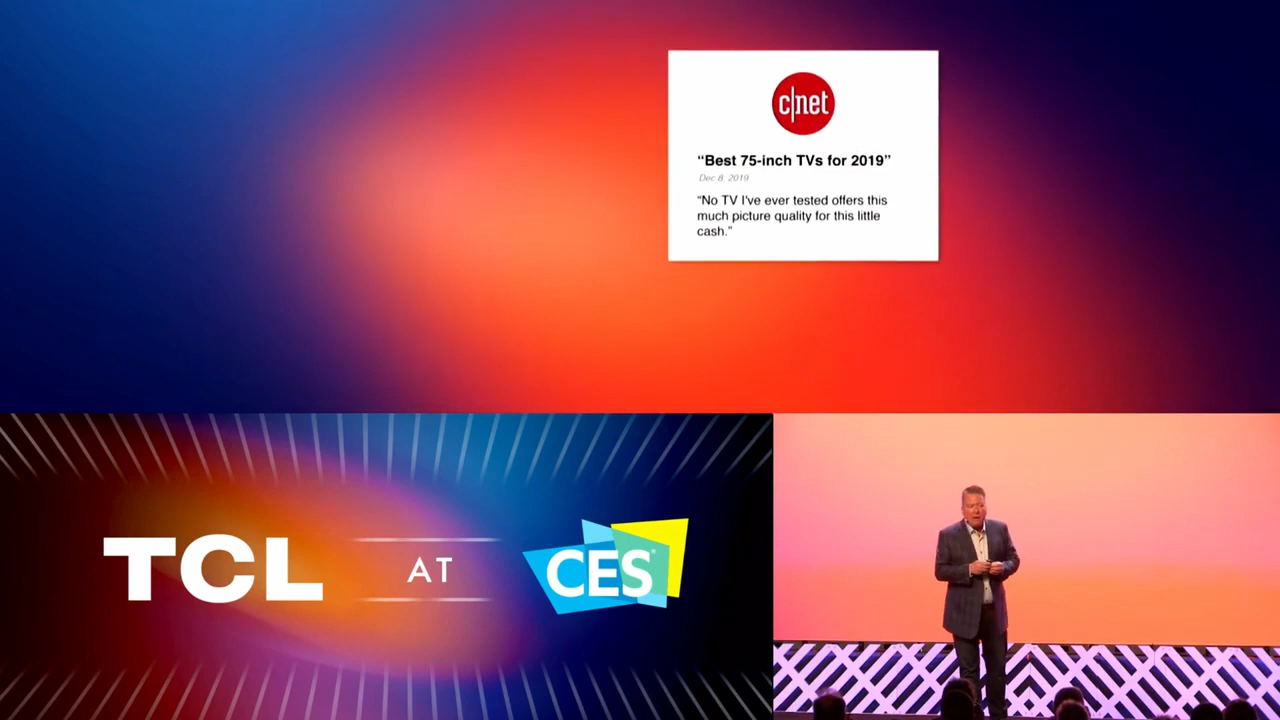 c|net
“Best 75-inch TVs for 2019”
Dec 8, 2019
“No TV I've ever tested offers this
much picture quality for this little
cash.”
TCL AT CES®